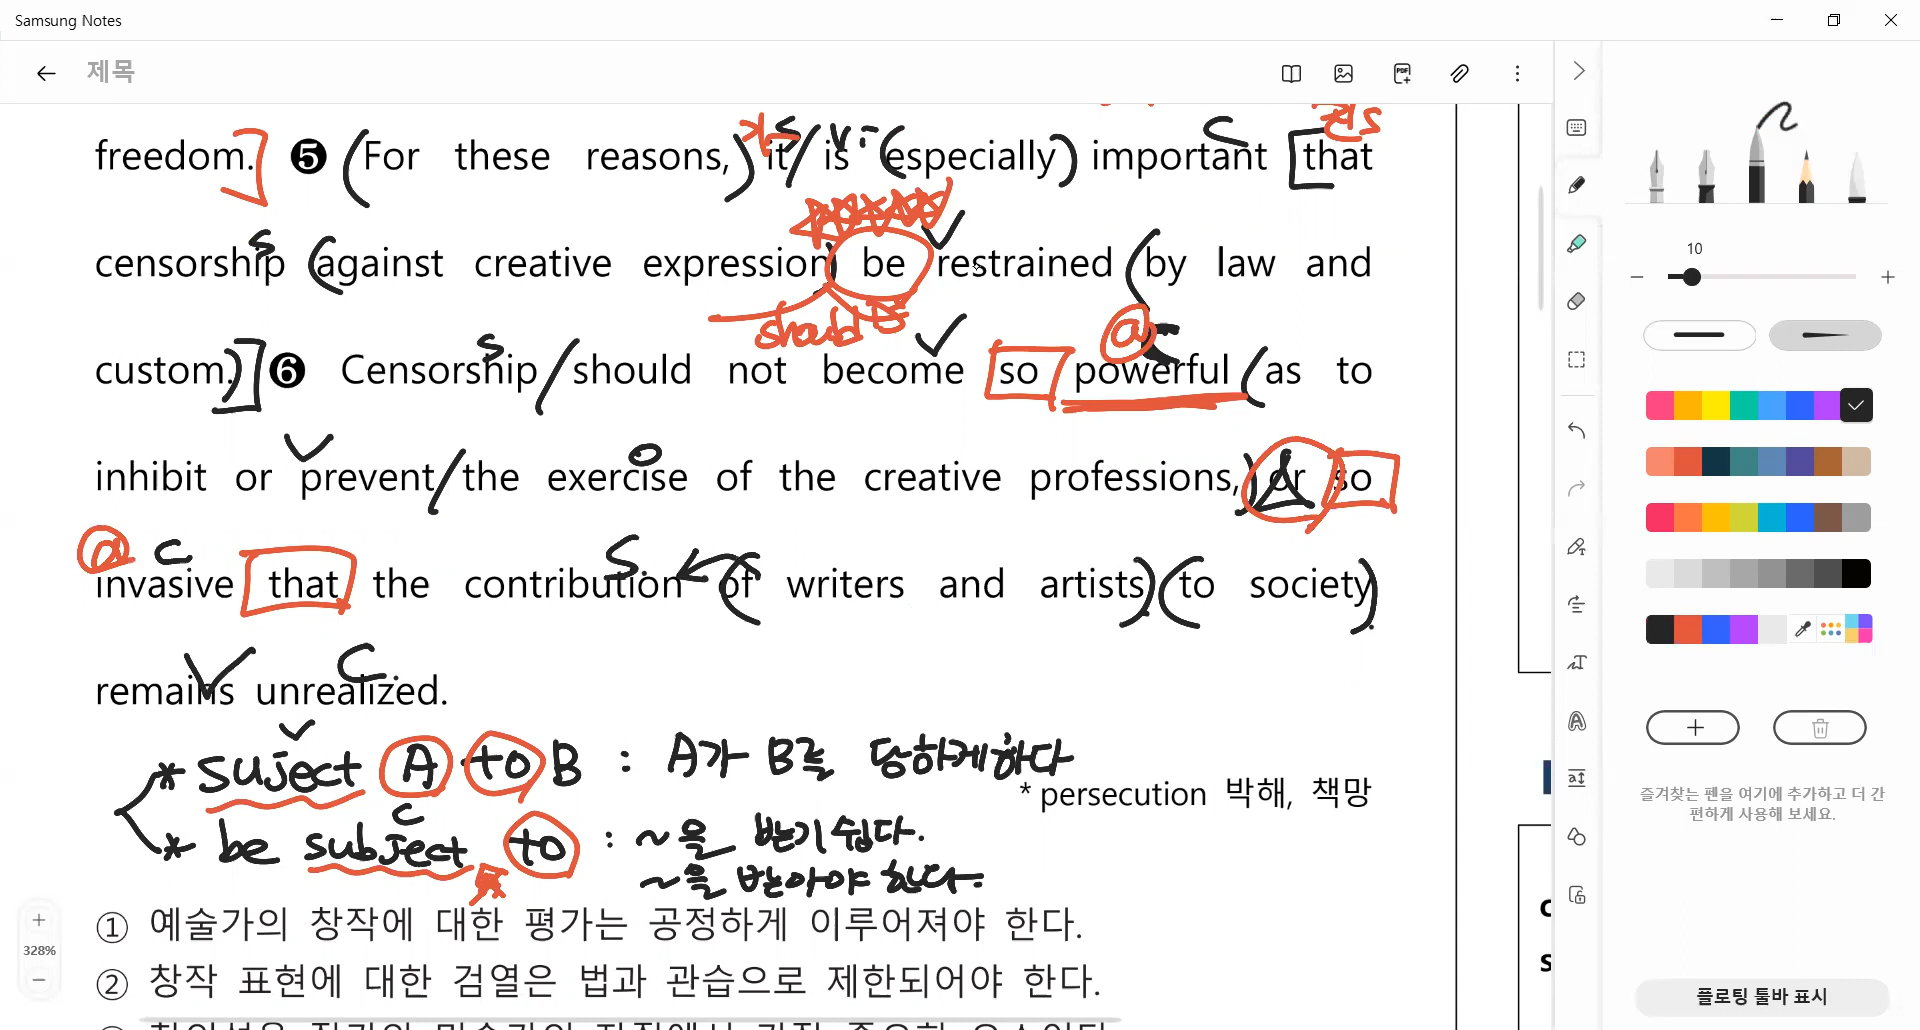 Samsung Notes
제목
freedom. ❺ (For these reasons,) it / is (especially) important [that
censorship (against creative expression) be restrained (by law and
should
custom.)] ❻ Censorship / should not become so powerful (as to
inhibit or prevent / the exercise of the creative professions,) or so
invasive that the contribution (of writers and artists) (to society)
remains unrealized.
* suject A to B : A가 B를 당하게하다
* persecution 박해, 책망
* be subject to : ~을 받기 쉽다.
~을 받아야 한다.
① 예술가의 창작에 대한 평가는 공정하게 이루어져야 한다.
② 창작 표현에 대한 검열은 법과 관습으로 제한되어야 한다.
328%
10
즐겨찾는 펜을 여기에 추가하고 더 간
편하게 사용해 보세요.
플로팅 툴바 표시